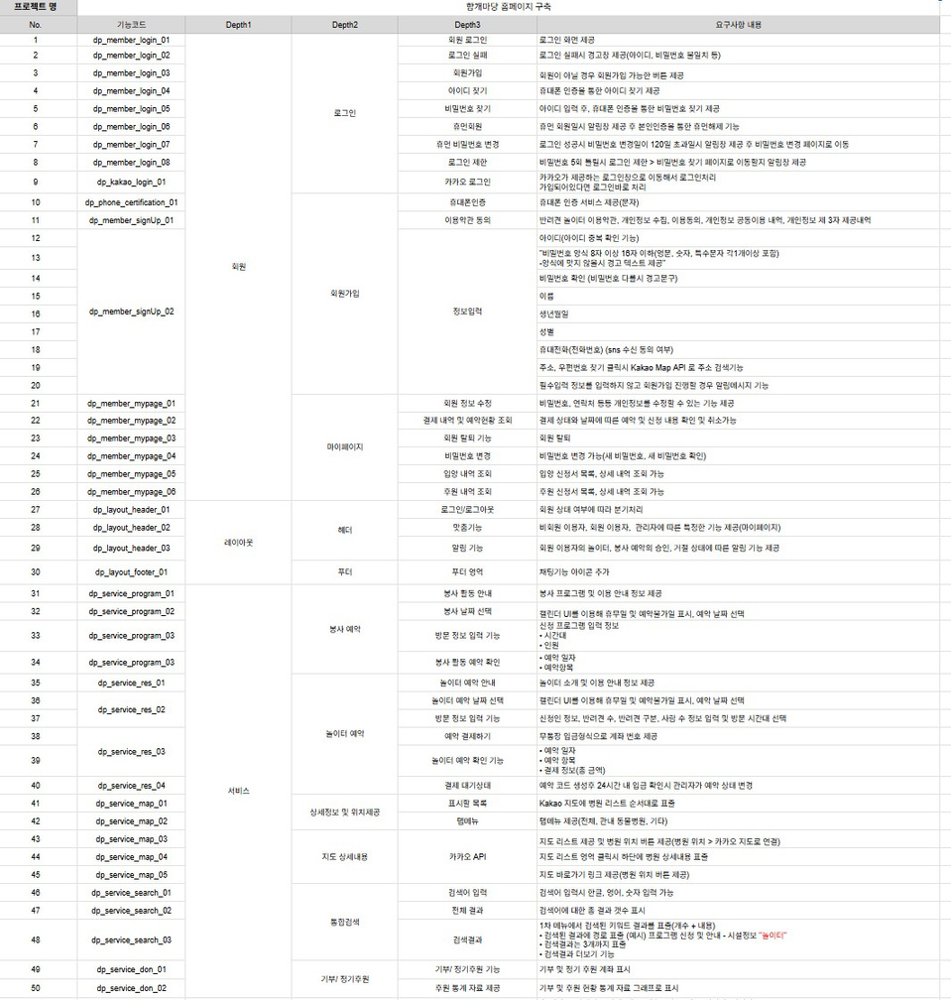 프로젝트 명 합개마당 홈페이지 구축
No. 기능코드 Depth1 Depth2 Depth3 요구사항 내용
1 dp_member_login_01 회원 로그인 로그인 화면 제공
2 dp_member_login_02 로그인 실패 로그인 실패시 경고창 제공(아이디, 비밀번호 불일치 등)
3 dp_member_login_03 회원가입 회원이 아닐 경우 회원가입 가능한 버튼 제공
4 dp_member_login_04 로그인 아이디 찾기 휴대폰 인증을 통한 아이디 찾기 제공
5 dp_member_login_05 비밀번호 찾기 아이디 입력 후, 휴대폰 인증을 통한 비밀번호 찾기 제공
6 dp_member_login_06 휴먼회원 휴먼 회원일시 알림창 제공 후 본인인증을 통한 휴먼해제 기능
7 dp_member_login_07 휴먼 비밀번호 변경 로그인 성공시 비밀번호 변경일이 120일 초과일시 알림창 제공 후 비밀번호 변경 페이지로 이동
8 dp_member_login_08 로그인 제한 비밀번호 5회 틀릴시 로그인 제한 > 비밀번호 찾기 페이지로 이동할지 알림창 제공
9 dp_kakao_login_01 카카오 로그인 카카오가 제공하는 로그인창으로 이동해서 로그인처리
가입되어있다면 로그인바로 처리
10 dp_phone_certification_01 휴대폰인증 휴대폰 인증 서비스 제공(문자)
11 dp_member_signUp_01 이용약관 동의 반려견 놀이터 이용약관, 개인정보 수집, 이용동의, 개인정보 공동이용 내역, 개인정보 제 3자 제공내역
12 아이디(아이디 중복 확인 기능)
13 회원 "비밀번호 양식 8자 이상 16자 이하(영문, 숫자, 특수문자 각1개이상 포함)
-양식에 맞지 않을시 경고 텍스트 제공"
14 회원가입 비밀번호 확인 (비밀번호 다를시 경고문구)
15 이름
16 dp_member_signUp_02 정보입력 생년월일
17 성별
18 휴대전화(전화번호) (sns 수신 동의 여부)
19 주소, 우편번호 찾기 클릭시 Kakao Map API 로 주소 검색기능
20 필수입력 정보를 입력하지 않고 회원가입 진행할 경우 알림메시지 기능
21 dp_member_mypage_01 회원 정보 수정 비밀번호, 연락처 등등 개인정보를 수정할 수 있는 기능 제공
22 dp_member_mypage_02 결제 내역 및 예약현황 조회 결제 상태와 날짜에 따른 예약 및 신청 내용 확인 및 취소가능
23 dp_member_mypage_03 마이페이지 회원 탈퇴 기능 회원 탈퇴
24 dp_member_mypage_04 비밀번호 변경 비밀번호 변경 가능(새 비밀번호, 새 비밀번호 확인)
25 dp_member_mypage_05 입양 내역 조회 입양 신청서 목록, 상세 내역 조회 가능
26 dp_member_mypage_06 후원 내역 조회 후원 신청서 목록, 상세 내역 조회 가능
27 dp_layout_header_01 로그인/로그아웃 회원 상태 여부에 따라 분기처리
28 dp_layout_header_02 레이아웃 헤더 맞춤기능 비회원 이용자, 회원 이용자, 관리자에 따른 특정한 기능 제공(마이페이지)
29 dp_layout_header_03 알림 기능 회원 이용자의 놀이터, 봉사 예약의 승인, 거절 상태에 따른 알림 기능 제공
30 dp_layout_footer_01 푸터 푸터 영역 채팅기능 아이콘 추가
31 dp_service_program_01 봉사 활동 안내 봉사 프로그램 및 이용 안내 정보 제공
32 dp_service_program_02 봉사 예약 봉사 날짜 선택 캘린더 UI를 이용해 휴무일 및 예약불가일 표시, 예약 날짜 선택
33 dp_service_program_03 방문 정보 입력 기능 신청 프로그램 입력 정보
• 시간대
• 인원
34 dp_service_program_03 봉사 활동 예약 확인 • 예약 일자
• 예약항목
35 dp_service_res_01 놀이터 예약 안내 놀이터 소개 및 이용 안내 정보 제공
36 dp_service_res_02 놀이터 예약 날짜 선택 캘린더 UI를 이용해 휴무일 및 예약불가일 표시, 예약 날짜 선택
37 방문 정보 입력 기능 신청인 정보, 반려견 수, 반려견 구분, 사람 수 정보 입력 및 방문 시간대 선택
38 놀이터 예약 예약 결제하기 무통장 입금형식으로 계좌 번호 제공
39 dp_service_res_03 놀이터 예약 확인 기능 • 예약 일자
• 예약 항목
• 결제 정보(총 금액)
40 dp_service_res_04 서비스 결제 대기상태 예약 코드 생성후 24시간 내 입금 확인시 관리자가 예약 상태 변경
41 dp_service_map_01 상세정보 및 위치제공 표시할 목록 Kakao 지도에 병원 리스트 순서대로 표출
42 dp_service_map_02 탭메뉴 탭메뉴 제공(전체, 관내 동물병원, 기타)
43 dp_service_map_03 지도 리스트 제공 및 병원 위치 버튼 제공(병원 위치 > 카카오 지도로 연결)
44 dp_service_map_04 지도 상세내용 카카오 API 지도 리스트 영역 클릭시 하단에 병원 상세내용 표출
45 dp_service_map_05 지도 바로가기 링크 제공(병원 위치 버튼 제공)
46 dp_service_search_01 검색어 입력 검색어 입력시 한글, 영어, 숫자 입력 가능
47 dp_service_search_02 통합검색 전체 결과 검색어에 대한 총 결과 갯수 표시
48 dp_service_search_03 검색결과 1차 메뉴에서 검색된 키워드 결과를 표출(개수 + 내용)
• 검색된 결과에 경로 표출 (예시) 프로그램 신청 및 안내 - 시설정보 "놀이터"
• 검색결과는 3개까지 표출
• 검색결과 더보기 기능
49 dp_service_don_01 기부/ 정기후원 기부/ 정기후원 기능 기부 및 정기 후원 계좌 표시
50 dp_service_don_02 후원 통계 자료 제공 기부 및 후원 현황 통계 자료 그래프로 표시